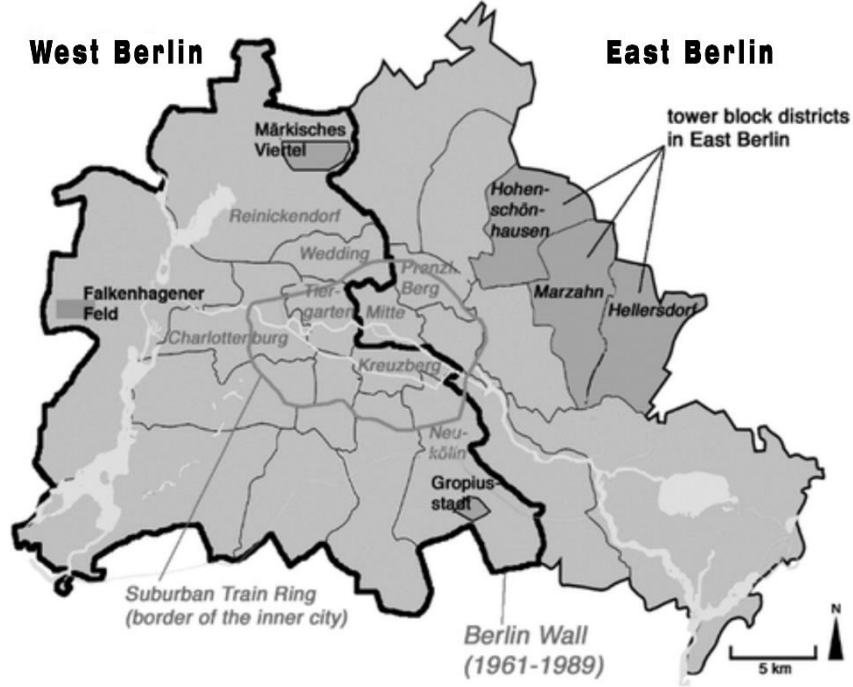 West Berlin
East Berlin
tower block districts
in East Berlin
Märkisches
Viertel
Hohen-
schön-
hausen
Reinickendorf
Wedding
Prenzl.
Berg
Falkenhagener
Feld
Tier-
garten
Mitte
Marzahn
Hellersdorf
Charlottenburg
Kreuzberg
Neu-
kölln
Gropius-
stadt
Suburban Train Ring
(border of the inner city)
Berlin Wall
(1961-1989)
N
5 km